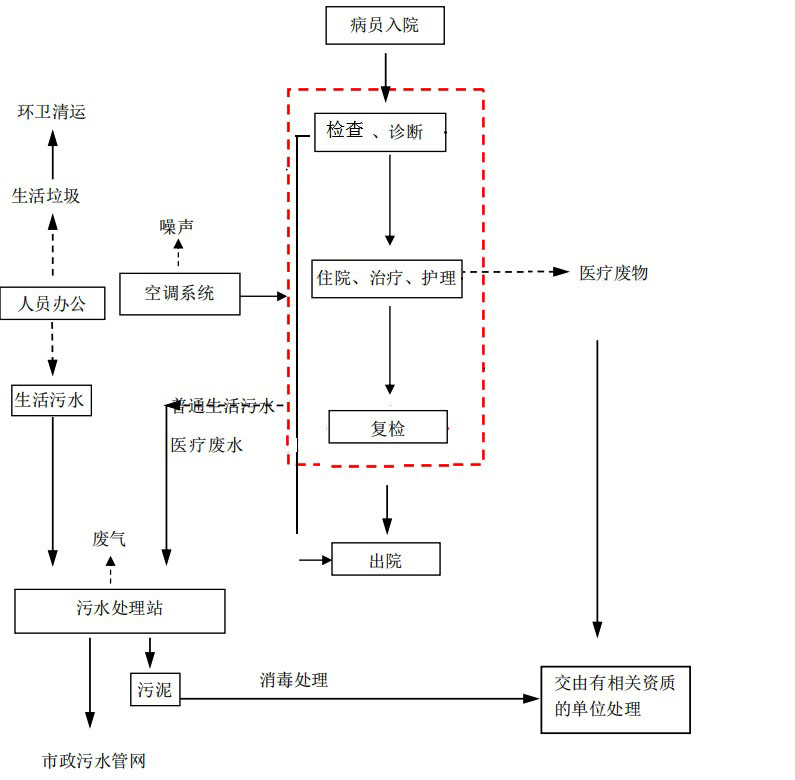 病员入院
环卫清运
检查、诊断
生活垃圾
噪声
住院、治疗、护理
医疗废物
空调系统
人员办公
生活污水
普通生活污水
复检
医疗废水
废气
出院
污水处理站
消毒处理
污泥
交由有相关资质
的单位处理
市政污水管网